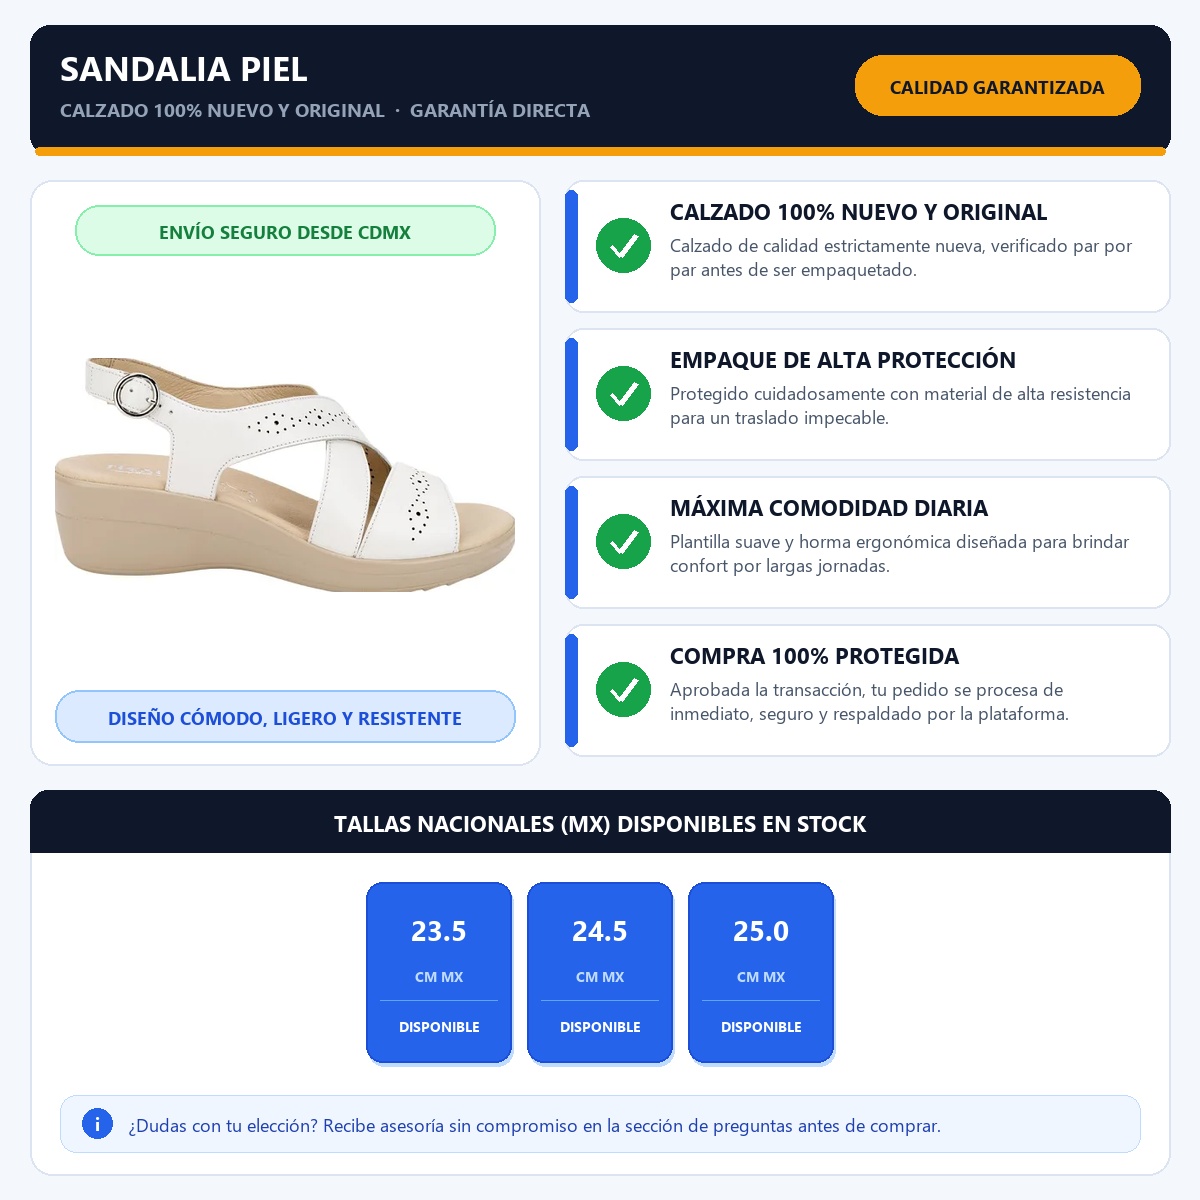 SANDALIA PIEL
CALZADO 100% NUEVO Y ORIGINAL · GARANTÍA DIRECTA
CALIDAD GARANTIZADA
ENVÍO SEGURO DESDE CDMX
DISEÑO CÓMODO, LIGERO Y RESISTENTE
CALZADO 100% NUEVO Y ORIGINAL
Calzado de calidad estrictamente nueva, verificado par por
par antes de ser empaquetado.
EMPAQUE DE ALTA PROTECCIÓN
Protegido cuidadosamente con material de alta resistencia
para un traslado impecable.
MÁXIMA COMODIDAD DIARIA
Plantilla suave y horma ergonómica diseñada para brindar
confort por largas jornadas.
COMPRA 100% PROTEGIDA
Aprobada la transacción, tu pedido se procesa de
inmediato, seguro y respaldado por la plataforma.
TALLAS NACIONALES (MX) DISPONIBLES EN STOCK
23.5
CM MX
DISPONIBLE
24.5
CM MX
DISPONIBLE
25.0
CM MX
DISPONIBLE
¿Dudas con tu elección? Recibe asesoría sin compromiso en la sección de preguntas antes de comprar.